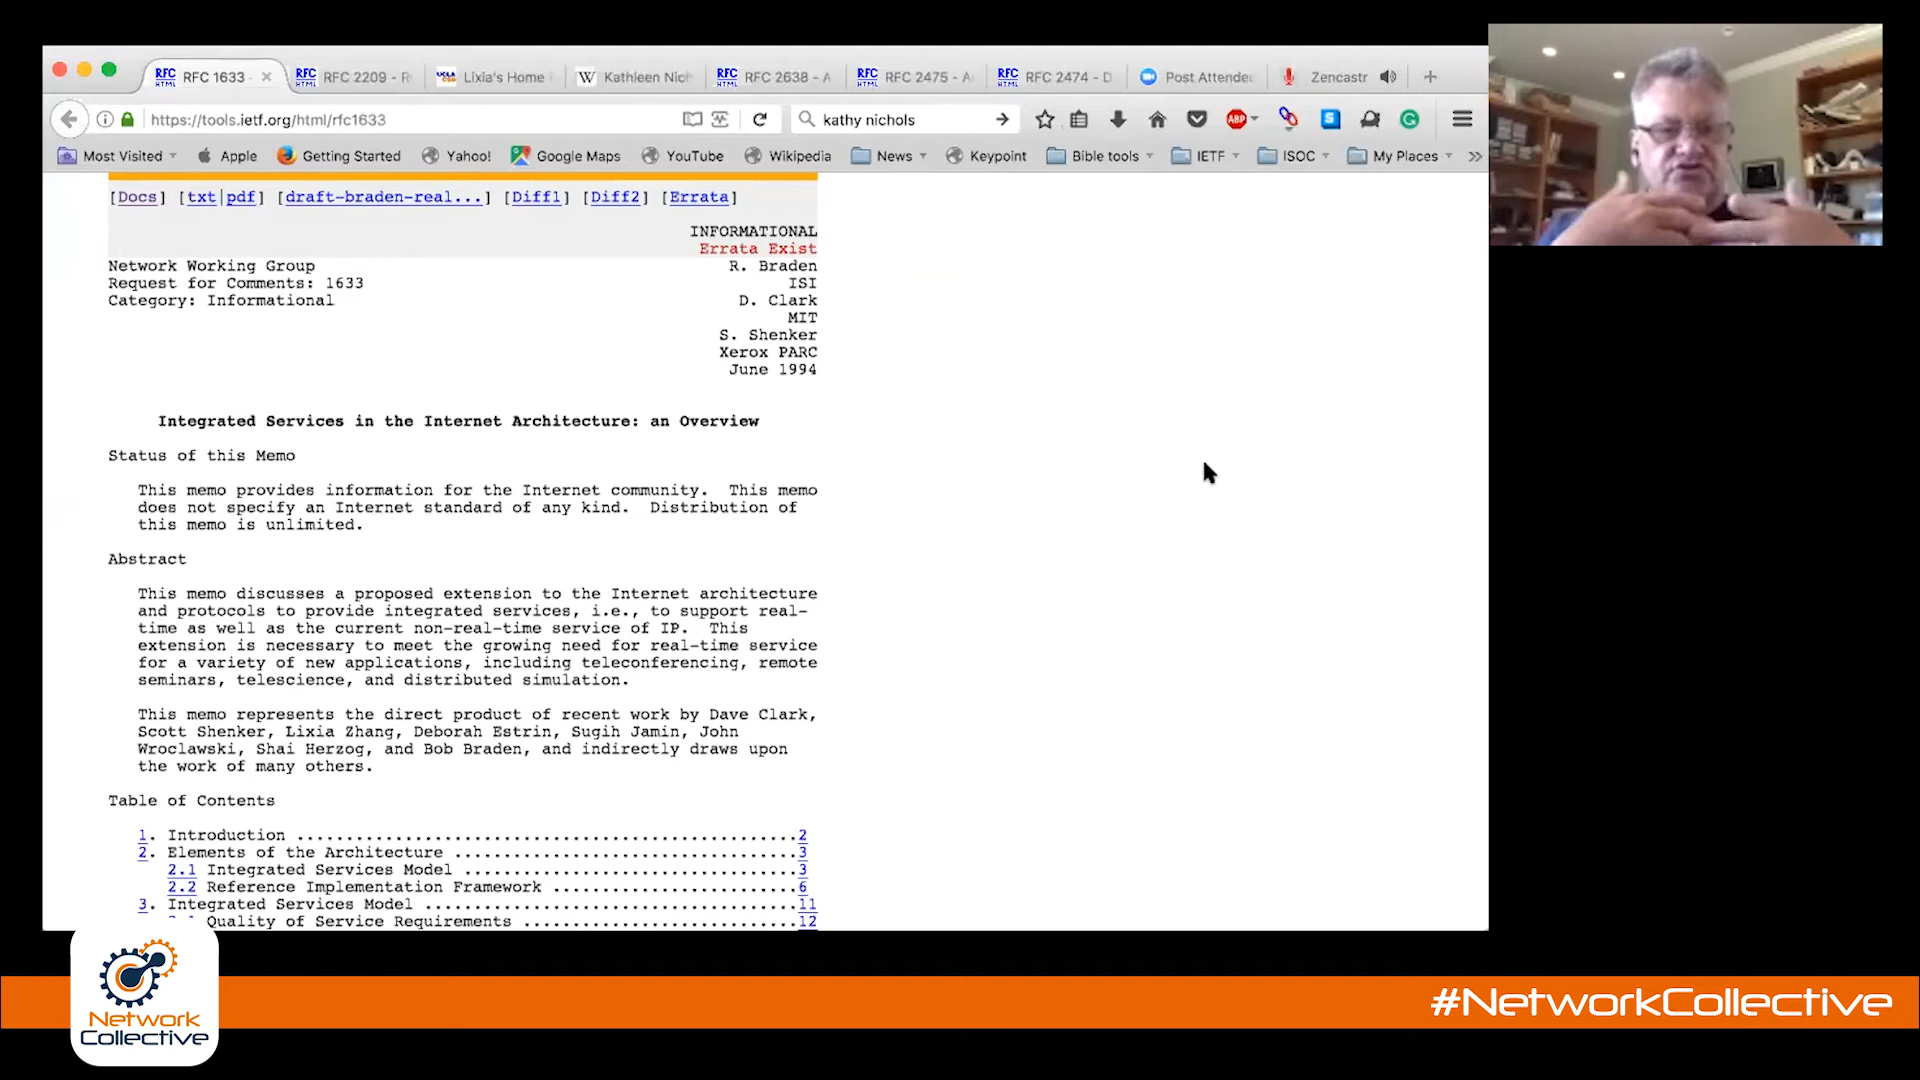 RFC 1633 -
RFC 2209 - R
Lixia's Home
Kathleen Nich
RFC 2638 - A
RFC 2475 - A
RFC 2474 - D
Post Attende
Zencastr
https://tools.ietf.org/html/rfc1633
kathy nichols
Most Visited
Apple
Getting Started
Yahoo!
Google Maps
YouTube
Wikipedia
News
Keypoint
Bible tools
IETF
ISOC
My Places
[Docs] [txt|pdf] [draft-braden-real...] [Diff1] [Diff2] [Errata]
INFORMATIONAL
Errata Exist
Network Working Group R. Braden
Request for Comments: 1633 ISI
Category: Informational D. Clark
MIT
S. Shenker
Xerox PARC
June 1994
Integrated Services in the Internet Architecture: an Overview
Status of this Memo
This memo provides information for the Internet community. This memo
does not specify an Internet standard of any kind. Distribution of
this memo is unlimited.
Abstract
This memo discusses a proposed extension to the Internet architecture
and protocols to provide integrated services, i.e., to support real-
time as well as the current non-real-time service of IP. This
extension is necessary to meet the growing need for real-time service
for a variety of new applications, including teleconferencing, remote
seminars, telescience, and distributed simulation.
This memo represents the direct product of recent work by Dave Clark,
Scott Shenker, Lixia Zhang, Deborah Estrin, Sugih Jamin, John
Wroclawski, Shai Herzog, and Bob Braden, and indirectly draws upon
the work of many others.
Table of Contents
1. Introduction ...................................................2
2. Elements of the Architecture ...................................3
2.1 Integrated Services Model ..................................3
2.2 Reference Implementation Framework .........................6
3. Integrated Services Model ......................................11
Quality of Service Requirements ............................12
Network
Collective
#NetworkCollective